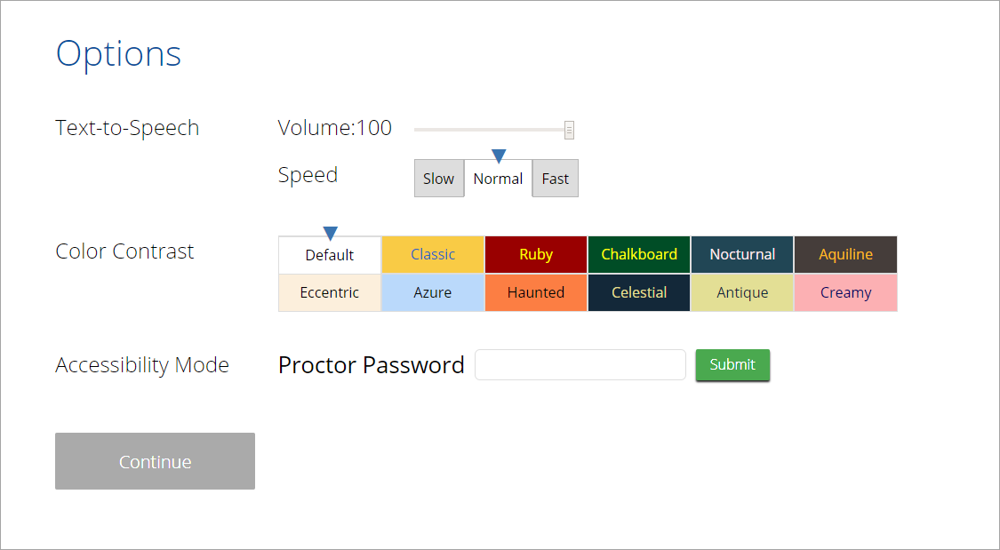 Options
Text-to-Speech Volume:100
Speed Slow Normal Fast
Color Contrast Default Classic Ruby Chalkboard Nocturnal Aquiline
Eccentric Azure Haunted Celestial Antique Creamy
Accessibility Mode Proctor Password Submit
Continue